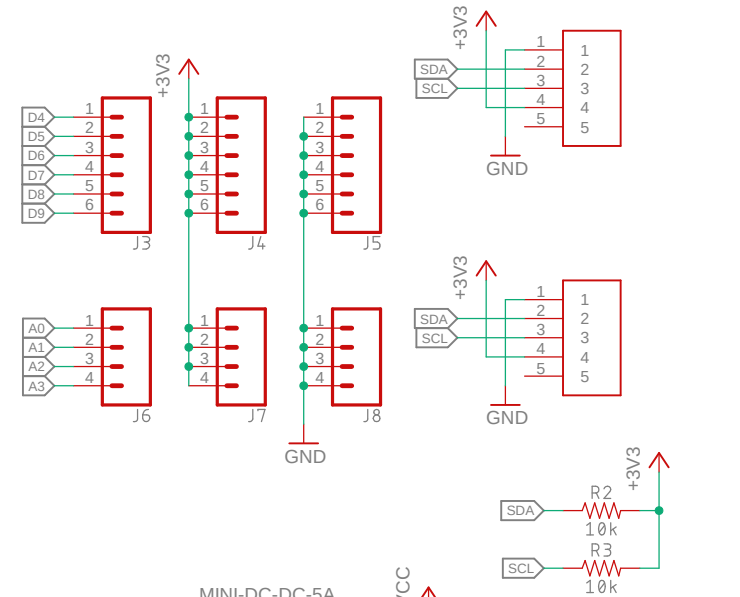 +3V3
D4 1
D5 2
D6 3
D7 4
D8 5
D9 6
J3
1
2
3
4
5
6
J4
1
2
3
4
5
6
J5
A0 1
A1 2
A2 3
A3 4
J6
1
2
3
4
J7
1
2
3
4
J8
GND
+3V3
1 1
SDA 2 2
SCL 3 3
4 4
5 5
GND
+3V3
1 1
SDA 2 2
SCL 3 3
4 4
5 5
GND
+3V3
R2
SDA
10k
R3
SCL
10k
MINI-DC-DC-5A
VCC